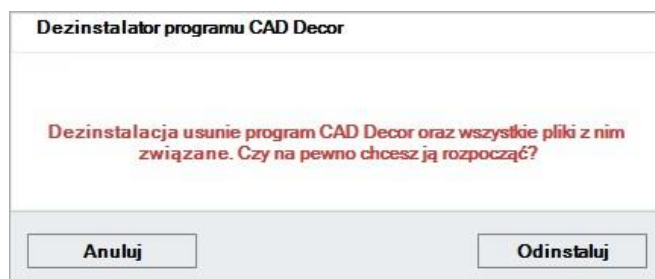 Dezinstalator programu CAD Decor
Dezinstalacja usunie program CAD Decor oraz wszystkie pliki z nim
związane. Czy na pewno chcesz ją rozpocząć?
Anuluj
Odinstaluj